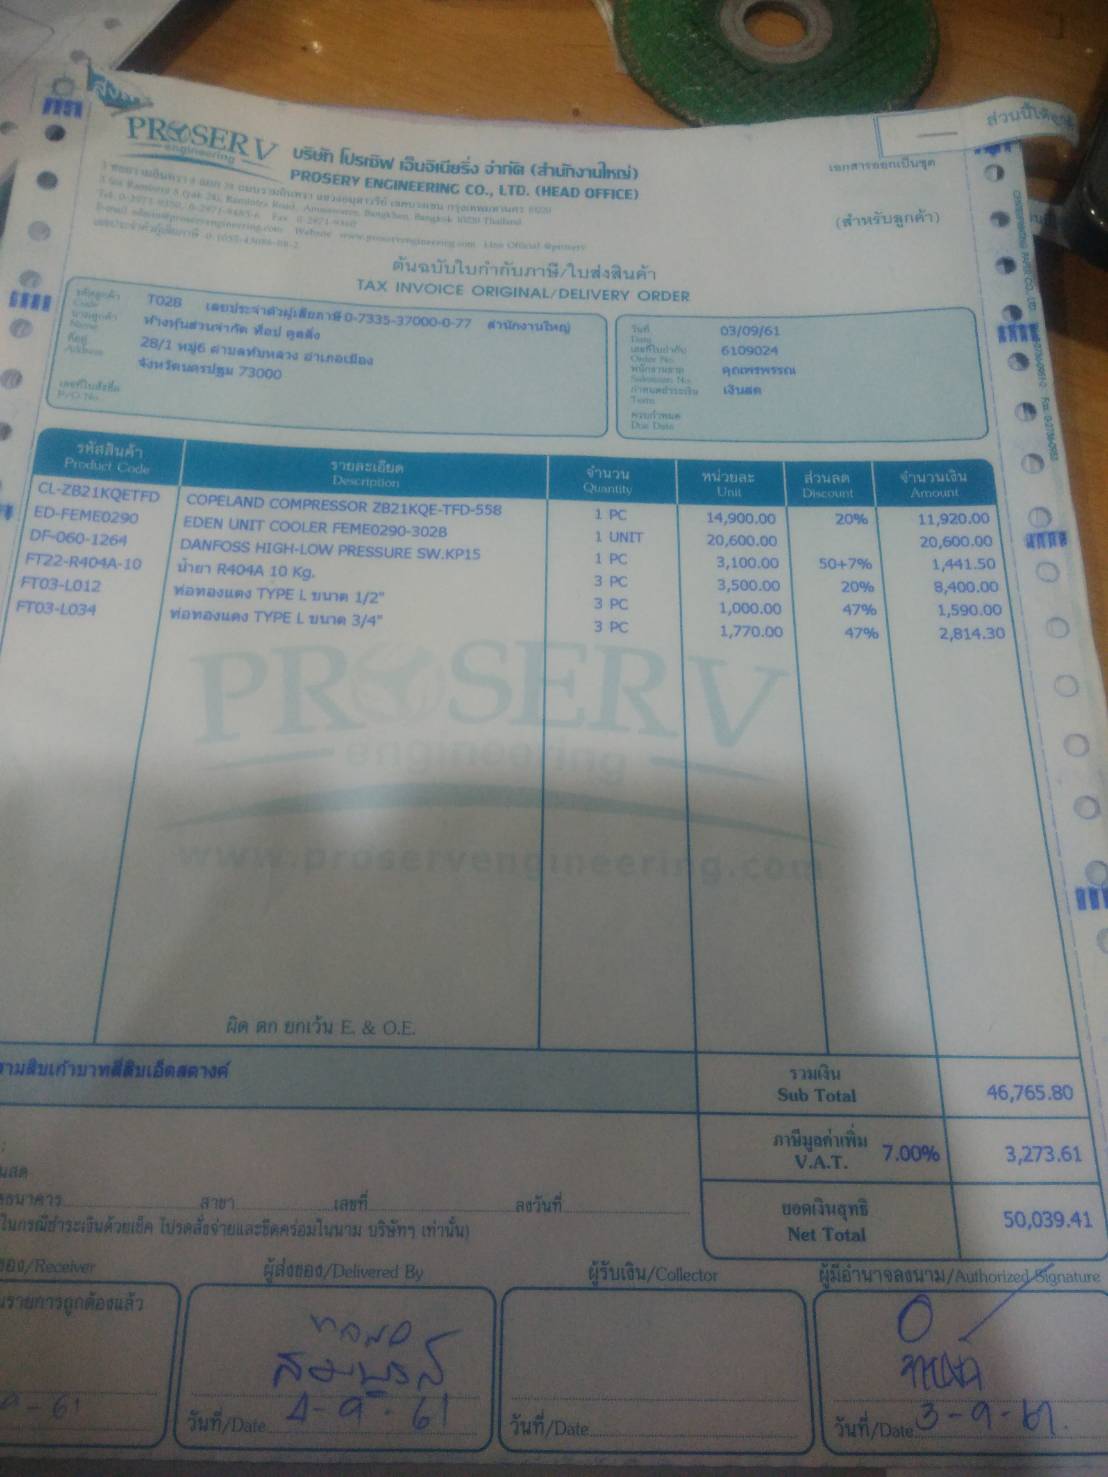 ส่วนนี้ได้
PROSERV
engineering
บริษัท โปรเซิฟ เอ็นจิเนียริ่ง จำกัด (สำนักงานใหญ่)
PROSERV ENGINEERING CO., LTD. (HEAD OFFICE)
เอกสารออกเป็นชุด
(สำหรับลูกค้า)
ต้นฉบับใบกำกับภาษี/ใบส่งสินค้า
TAX INVOICE ORIGINAL/DELIVERY ORDER
รหัสลูกค้า Code T028 เลขประจำตัวผู้เสียภาษี 0-7335-37000-0-77 สำนักงานใหญ่
นามลูกค้า Name ห้างหุ้นส่วนจำกัด ท็อป คูลลิ่ง
ที่อยู่ Address 28/1 หมู่6 ตำบลทัพหลวง อำเภอเมือง
จังหวัดนครปฐม 73000
เลขที่ใบสั่งซื้อ P/O No.
วันที่ Date 03/09/61
เลขที่ใบกำกับ Order No. 6109024
พนักงานขาย Salesman No. คุณเพรพรรณ
กำหนดชำระเงิน Term เงินสด
ครบกำหนด Due Date
รหัสสินค้า รายละเอียด จำนวน หน่วยละ ส่วนลด จำนวนเงิน
Product Code Description Quantity Unit Discount Amount
CL-ZB21KQETFD COPELAND COMPRESSOR ZB21KQE-TFD-558 1 PC 14,900.00 20% 11,920.00
ED-FEME0290 EDEN UNIT COOLER FEME0290-302B 1 UNIT 20,600.00 20,600.00
DF-060-1264 DANFOSS HIGH-LOW PRESSURE SW.KP15 1 PC 3,100.00 50+7% 1,441.50
FT22-R404A-10 น้ำยา R404A 10 Kg. 3 PC 3,500.00 20% 8,400.00
FT03-L012 ท่อทองแดง TYPE L ขนาด 1/2" 3 PC 1,000.00 47% 1,590.00
FT03-L034 ท่อทองแดง TYPE L ขนาด 3/4" 3 PC 1,770.00 47% 2,814.30
PROSERV
engineering
www.proservengineering.com
ผิด ตก ยกเว้น E. & O.E.
ามสิบเก้าบาทสี่สิบเอ็ดสตางค์
รวมเงิน
Sub Total 46,765.80
ภาษีมูลค่าเพิ่ม
V.A.T. 7.00% 3,273.61
ยอดเงินสุทธิ
Net Total 50,039.41
นสด
ธนาคาร สาขา เลขที่ ลงวันที่
ในกรณีชำระเงินด้วยเช็ค โปรดสั่งจ่ายและขีดคร่อมในนาม บริษัทฯ เท่านั้น)
ของ/Receiver ผู้ส่งของ/Delivered By ผู้รับเงิน/Collector ผู้มีอำนาจลงนาม/Authorized Signature
นรายการถูกต้องแล้ว
9-61 วันที่/Date 4-9-61 วันที่/Date วันที่/Date 3-9-61.